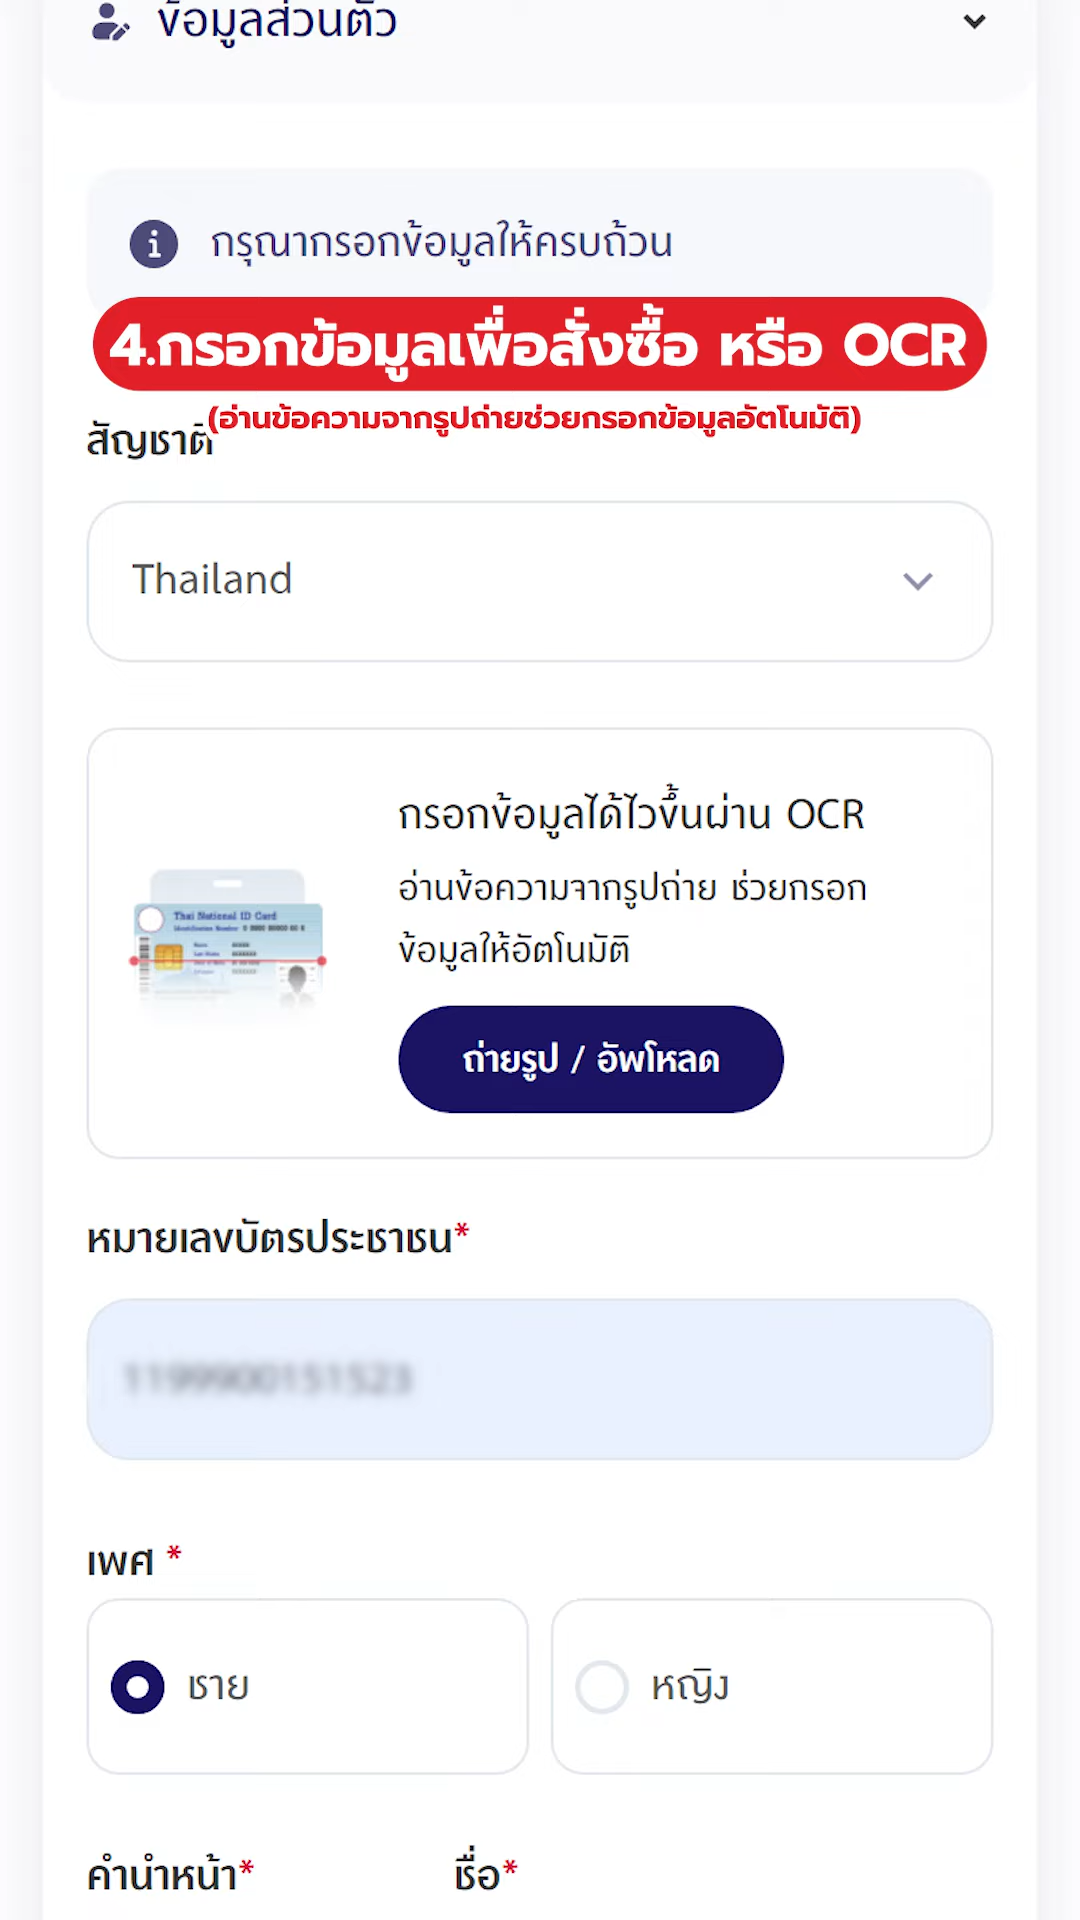 ข้อมูลส่วนตัว
กรุณากรอกข้อมูลให้ครบถ้วน
4.กรอกข้อมูลเพื่อสั่งซื้อ หรือ OCR
(อ่านข้อความจากรูปถ่ายช่วยกรอกข้อมูลอัตโนมัติ)
สัญชาติ
Thailand
กรอกข้อมูลได้ไวขึ้นผ่าน OCR
อ่านข้อความจากรูปถ่าย ช่วยกรอก
ข้อมูลให้อัตโนมัติ
Thai National ID Card
Identification Number
ถ่ายรูป / อัพโหลด
หมายเลขบัตรประชาชน*
เพศ *
ชาย
หญิง
คำนำหน้า*
ชื่อ*